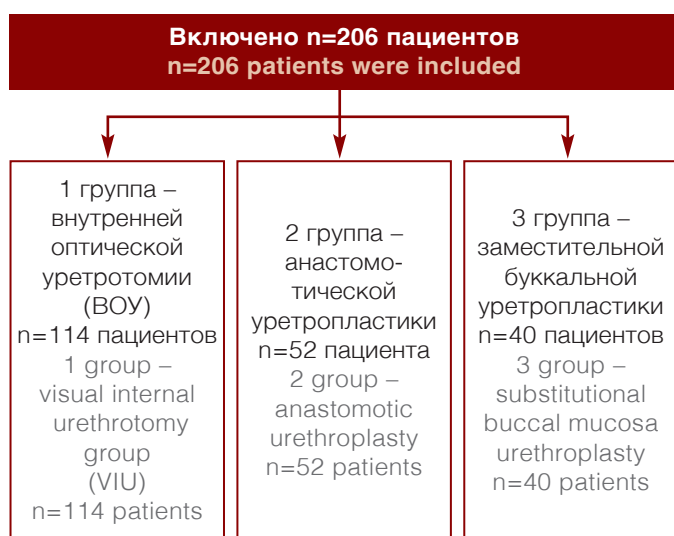 Включено n=206 пациентов
n=206 patients were included
1 группа –
внутренней
оптической
уретротомии
(ВОУ)
n=114 пациентов
1 group –
visual internal
urethrotomy
group
(VIU)
n=114 patients
2 группа –
анастомо-
тической
уретропластики
n=52 пациента
2 group –
anastomotic
urethroplasty
n=52 patients
3 группа –
заместительной
буккальной
уретропластики
n=40 пациентов
3 group –
substitutional
buccal mucosa
urethroplasty
n=40 patients